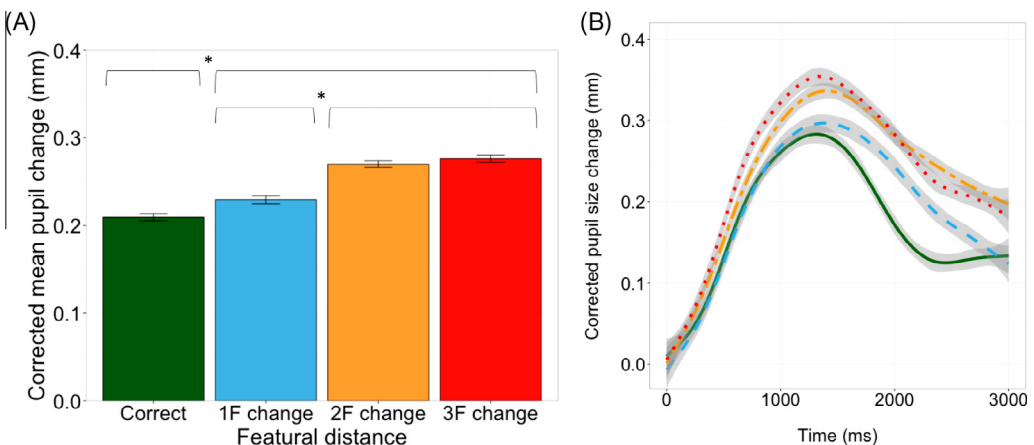 (A)
Corrected mean pupil change (mm)
0.4
0.3
0.2
0.1
0.0
*
*
Correct 1F change 2F change 3F change
Featural distance
(B)
Corrected pupil size change (mm)
0.4
0.3
0.2
0.1
0.0
0 1000 2000 3000
Time (ms)